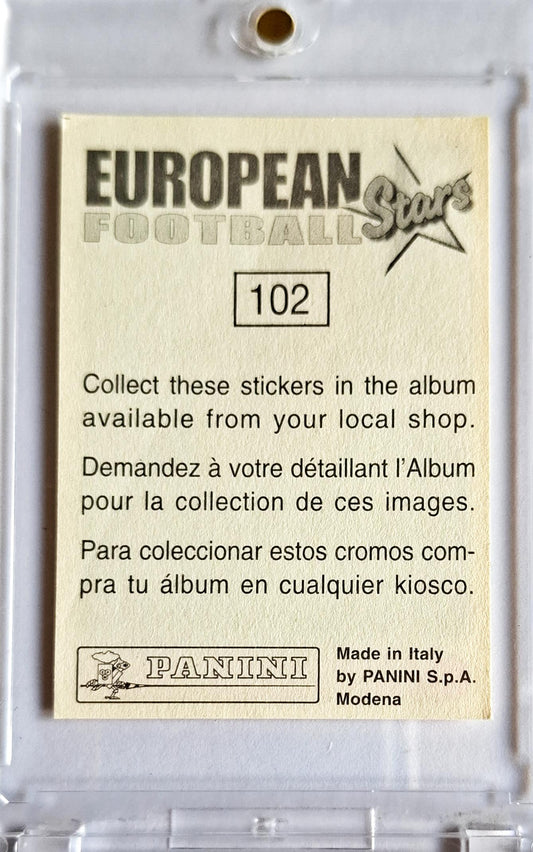 EUROPEAN
FOOTBALL Stars
102
Collect these stickers in the album
available from your local shop.
Demandez à votre détaillant l'Album
pour la collection de ces images.
Para coleccionar estos cromos com-
pra tu álbum en cualquier kiosco.
PANINI
Made in Italy
by PANINI S.p.A.
Modena